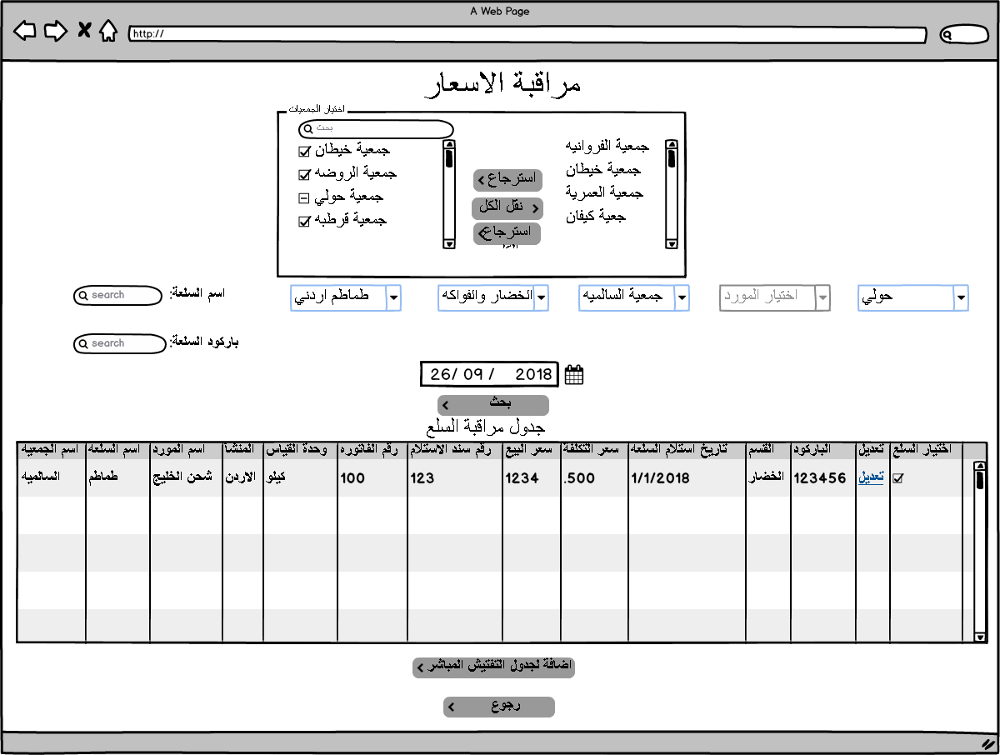 A Web Page
http://
مراقبة الاسعار
اختيار الجمعيات
بحث
جمعية خيطان
جمعية الروضه
جمعية حولي
جمعية قرطبه
استرجاع
نقل الكل
استرجاع
جمعية الفروانيه
جمعية خيطان
جمعية العمرية
جعية كيفان
حولي
اختيار المورد
جمعية السالميه
الخضار والفواكه
طماطم اردني
اسم السلعة: search
باركود السلعة: search
26/ 09 / 2018
بحث
جدول مراقبة السلع
اختيار السلع تعديل الباركود القسم تاريخ استلام السلعه سعر التكلفة سعر البيع رقم سند الاستلام رقم الفاتوره وحدة القياس المنشأ اسم المورد اسم السلعه اسم الجمعيه
تعديل 123456 الخضار 1/1/2018 .500 1234 123 100 كيلو الاردن شحن الخليج طماطم السالميه
اضافة لجدول التفتيش المباشر
رجوع